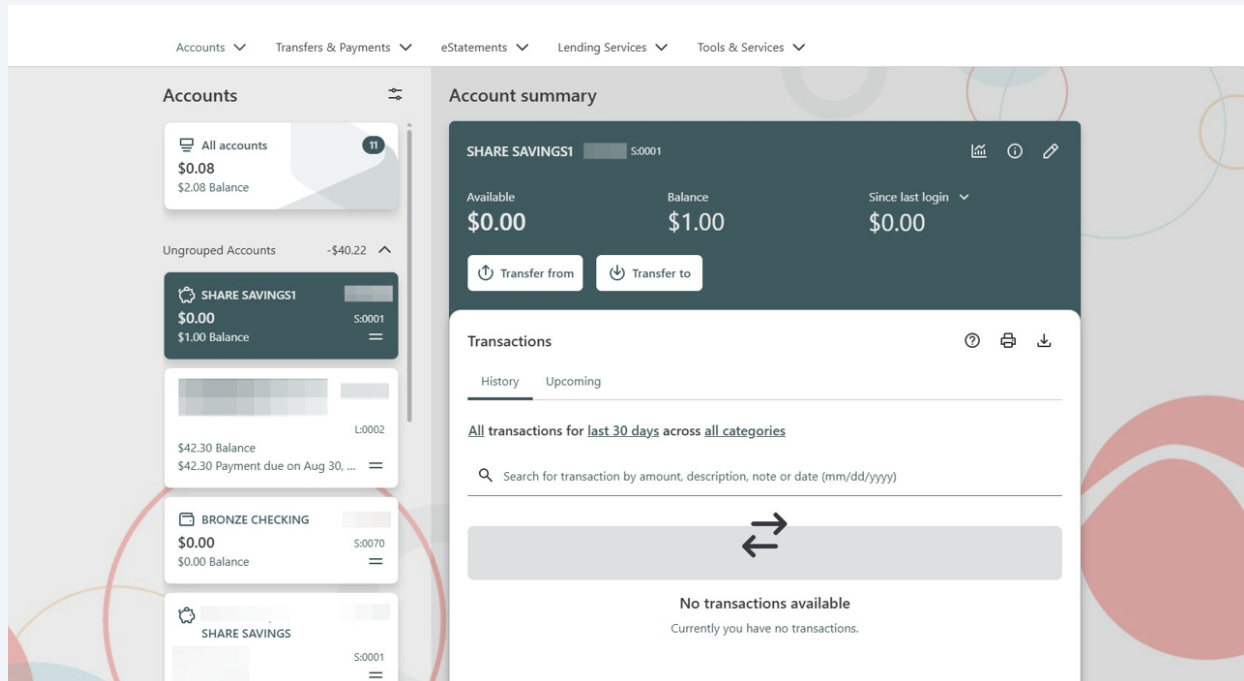 Accounts Transfers & Payments eStatements Lending Services Tools & Services
Accounts
All accounts 11
$0.08
$2.08 Balance
Ungrouped Accounts -$40.22
SHARE SAVINGS1
$0.00 S:0001
$1.00 Balance
L:0002
$42.30 Balance
$42.30 Payment due on Aug 30, ...
BRONZE CHECKING
$0.00 S:0070
$0.00 Balance
SHARE SAVINGS
S:0001
Account summary
SHARE SAVINGS1 S:0001
Available Balance Since last login
$0.00 $1.00 $0.00
Transfer from Transfer to
Transactions
History Upcoming
All transactions for last 30 days across all categories
Search for transaction by amount, description, note or date (mm/dd/yyyy)
No transactions available
Currently you have no transactions.